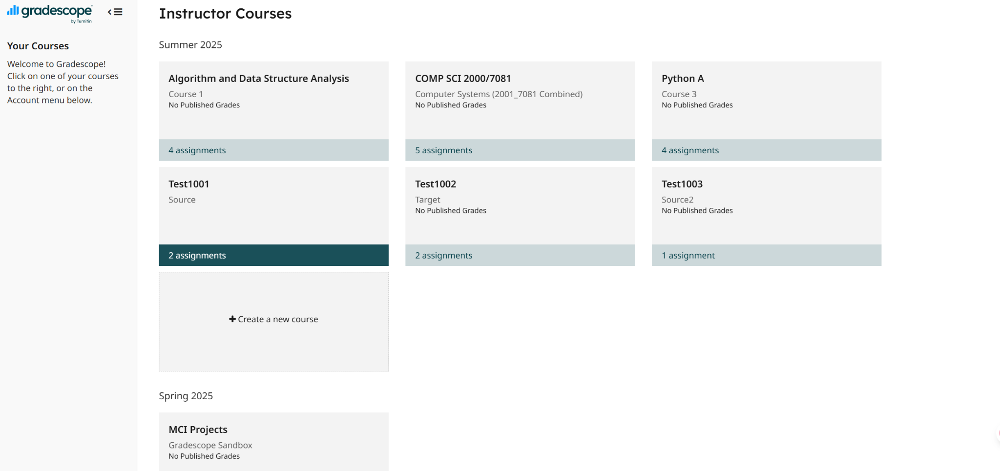 gradescope
by Turnitin
Your Courses
Welcome to Gradescope!
Click on one of your courses
to the right, or on the
Account menu below.
Instructor Courses
Summer 2025
Algorithm and Data Structure Analysis
Course 1
No Published Grades
4 assignments
COMP SCI 2000/7081
Computer Systems (2001_7081 Combined)
No Published Grades
5 assignments
Python A
Course 3
No Published Grades
4 assignments
Test1001
Source
2 assignments
Test1002
Target
No Published Grades
2 assignments
Test1003
Source2
No Published Grades
1 assignment
Create a new course
Spring 2025
MCI Projects
Gradescope Sandbox
No Published Grades